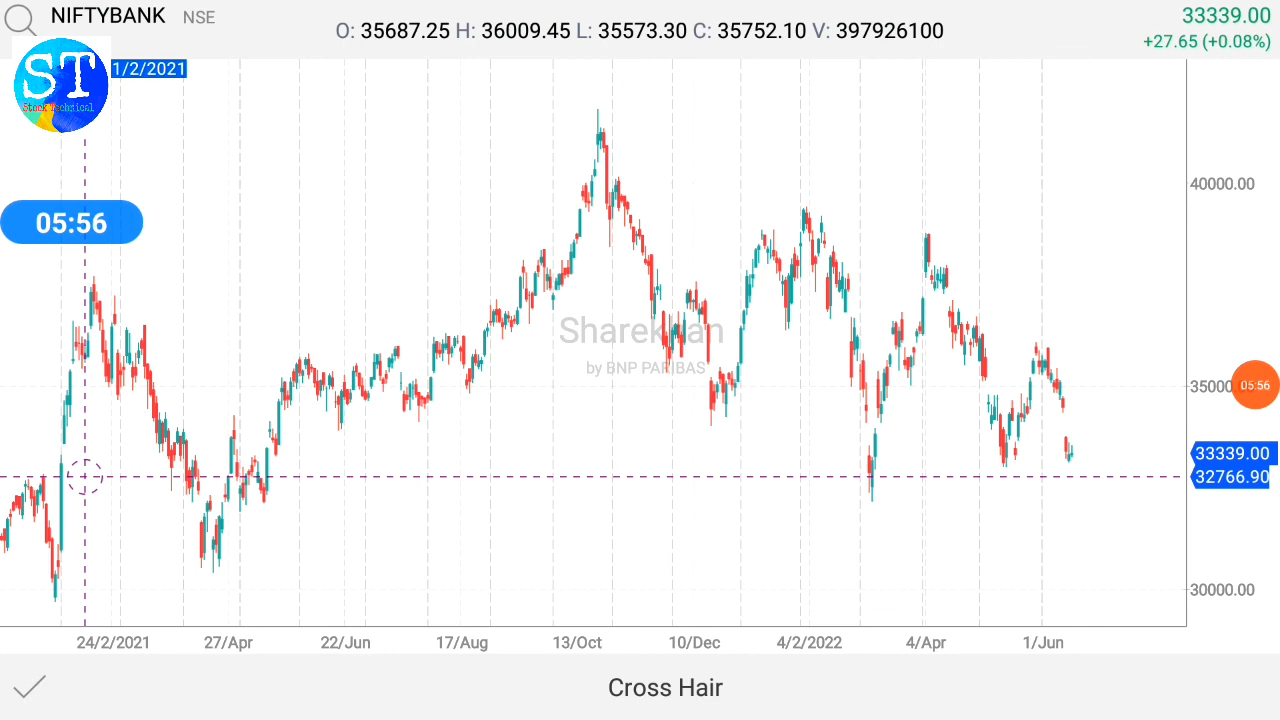 NIFTYBANK NSE
O: 35687.25 H: 36009.45 L: 35573.30 C: 35752.10 V: 397926100
33339.00
+27.65 (+0.08%)
ST
Stock Technical
1/2/2021
05:56
40000.00
Sharekhan
by BNP PARIBAS
35000
05:56
33339.00
32766.90
30000.00
24/2/2021 27/Apr 22/Jun 17/Aug 13/Oct 10/Dec 4/2/2022 4/Apr 1/Jun
Cross Hair